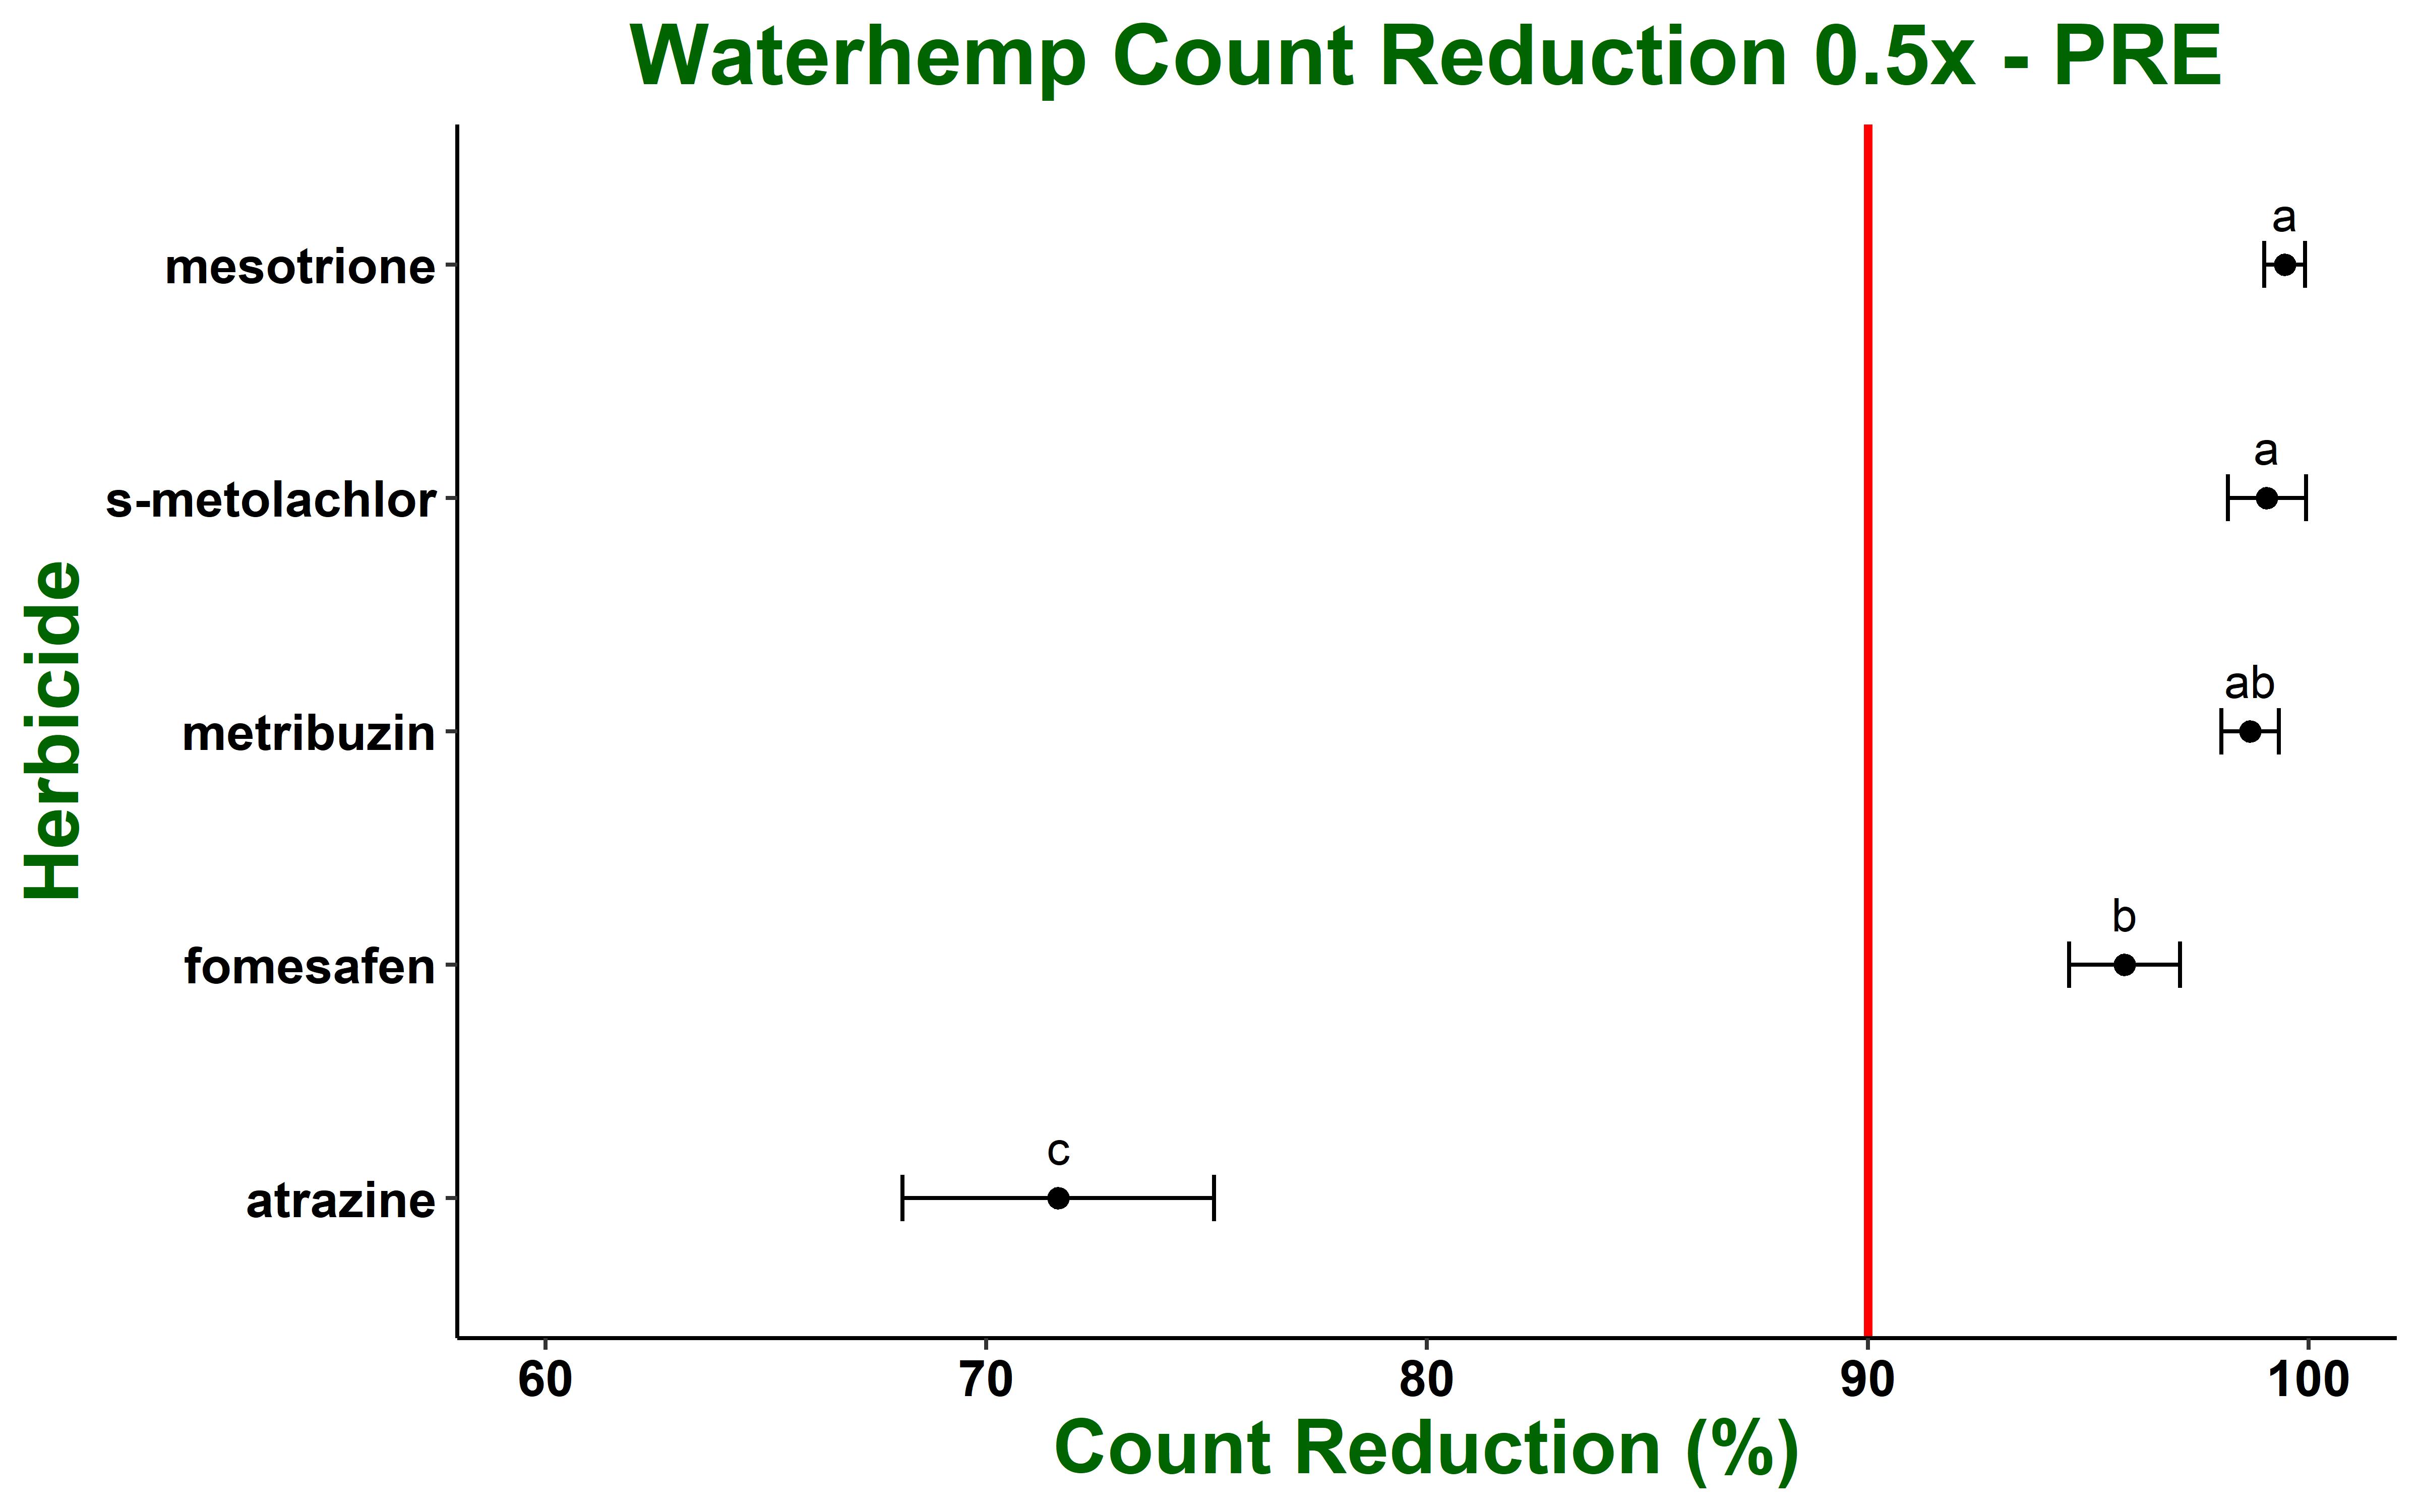 Waterhemp Count Reduction 0.5x - PRE
Herbicide
mesotrione
a
s-metolachlor
a
metribuzin
ab
fomesafen
b
atrazine
c
60 70 80 90 100
Count Reduction (%)